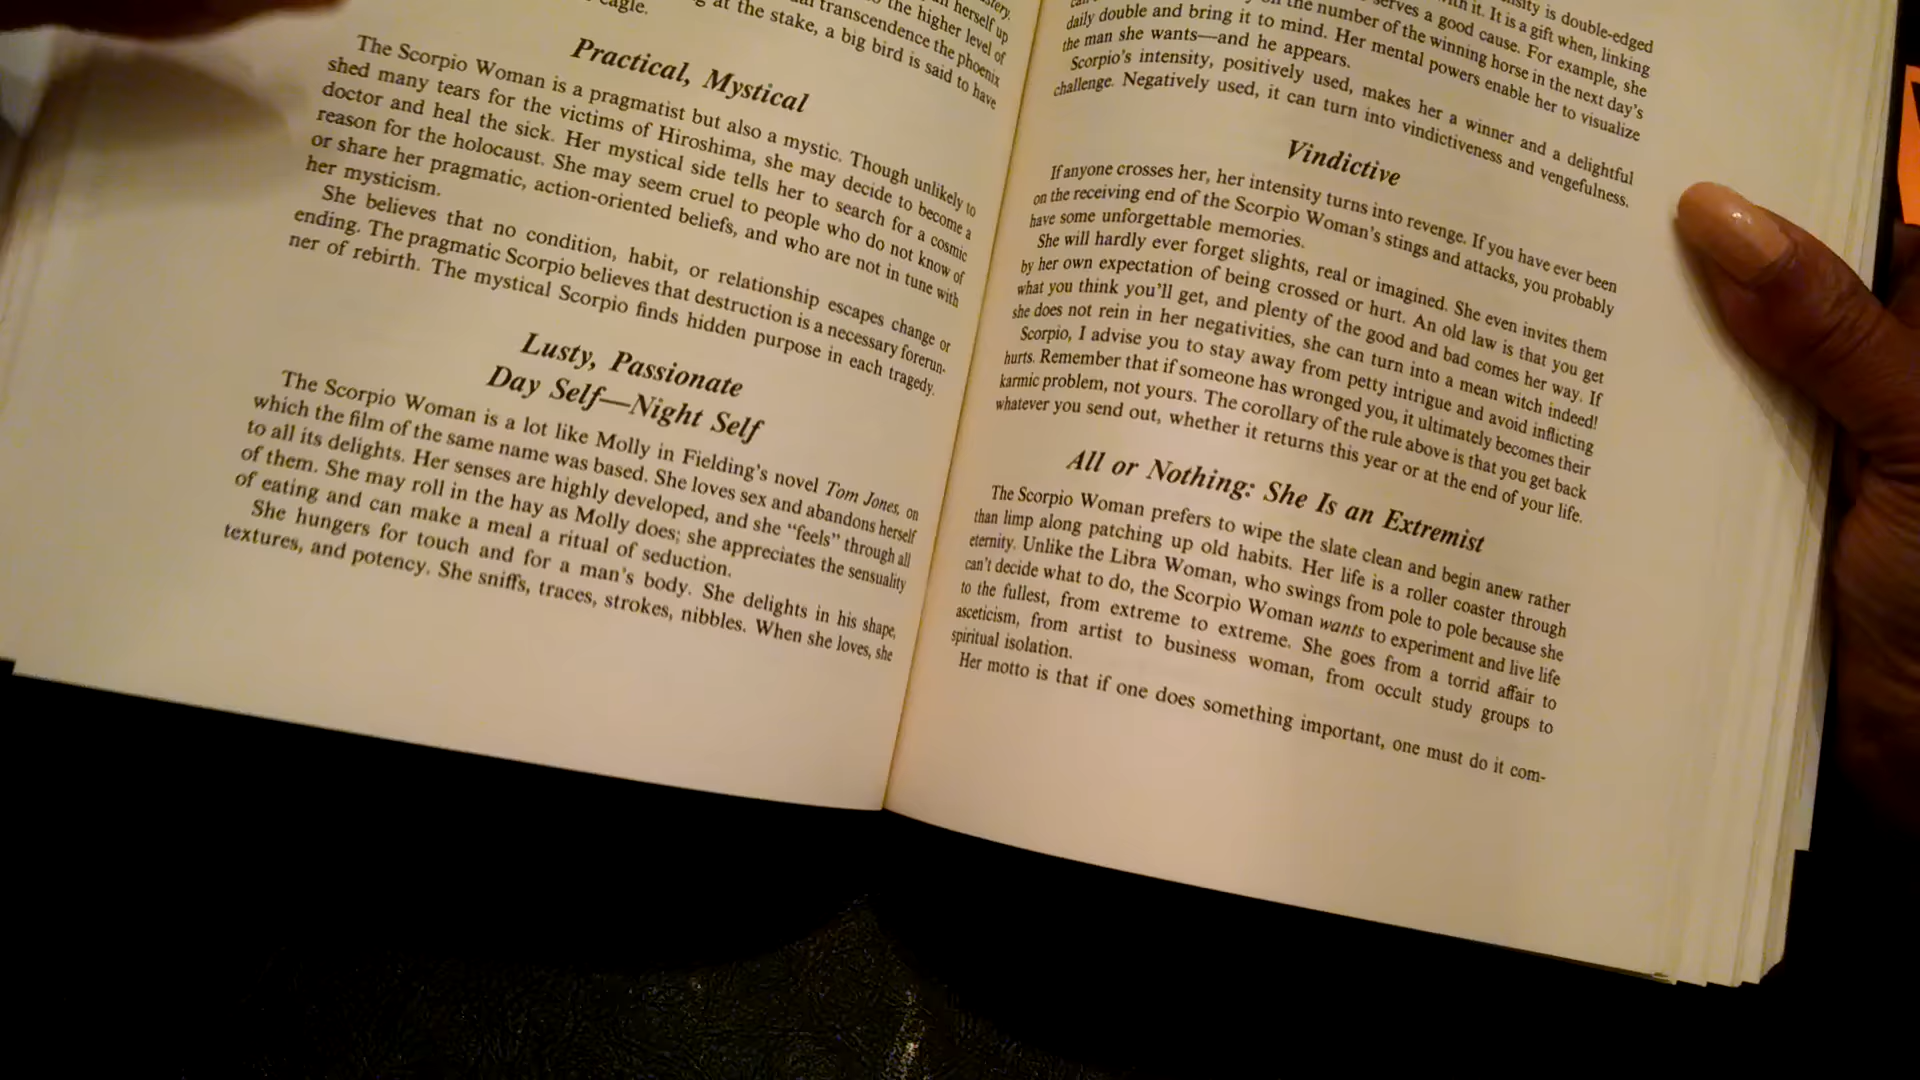 herself up
to the higher level of
transcendence the phoenix
at the stake, a big bird is said to have
eagle.
Practical, Mystical
The Scorpio Woman is a pragmatist but also a mystic. Though unlikely to
shed many tears for the victims of Hiroshima, she may decide to become a
doctor and heal the sick. Her mystical side tells her to search for a cosmic
reason for the holocaust. She may seem cruel to people who do not know of
or share her pragmatic, action-oriented beliefs, and who are not in tune with
her mysticism.
She believes that no condition, habit, or relationship escapes change or
ending. The pragmatic Scorpio believes that destruction is a necessary forerun-
ner of rebirth. The mystical Scorpio finds hidden purpose in each tragedy.
Lusty, Passionate
Day Self—Night Self
The Scorpio Woman is a lot like Molly in Fielding's novel Tom Jones, on
which the film of the same name was based. She loves sex and abandons herself
to all its delights. Her senses are highly developed, and she "feels" through all
of them. She may roll in the hay as Molly does; she appreciates the sensuality
of eating and can make a meal a ritual of seduction.
She hungers for touch and for a man's body. She delights in his shape,
textures, and potency. She sniffs, traces, strokes, nibbles. When she loves, she
is double-edged
with it. It is a gift when, linking
serves a good cause. For example, she
the number of the winning horse in the next day's
daily double and bring it to mind. Her mental powers enable her to visualize
the man she wants—and he appears.
Scorpio's intensity, positively used, makes her a winner and a delightful
challenge. Negatively used, it can turn into vindictiveness and vengefulness.
Vindictive
If anyone crosses her, her intensity turns into revenge. If you have ever been
on the receiving end of the Scorpio Woman's stings and attacks, you probably
have some unforgettable memories.
She will hardly ever forget slights, real or imagined. She even invites them
by her own expectation of being crossed or hurt. An old law is that you get
what you think you'll get, and plenty of the good and bad comes her way. If
she does not rein in her negativities, she can turn into a mean witch indeed!
Scorpio, I advise you to stay away from petty intrigue and avoid inflicting
hurts. Remember that if someone has wronged you, it ultimately becomes their
karmic problem, not yours. The corollary of the rule above is that you get back
whatever you send out, whether it returns this year or at the end of your life.
All or Nothing: She Is an Extremist
The Scorpio Woman prefers to wipe the slate clean and begin anew rather
than limp along patching up old habits. Her life is a roller coaster through
eternity. Unlike the Libra Woman, who swings from pole to pole because she
can't decide what to do, the Scorpio Woman wants to experiment and live life
to the fullest, from extreme to extreme. She goes from a torrid affair to
asceticism, from artist to business woman, from occult study groups to
spiritual isolation.
Her motto is that if one does something important, one must do it com-